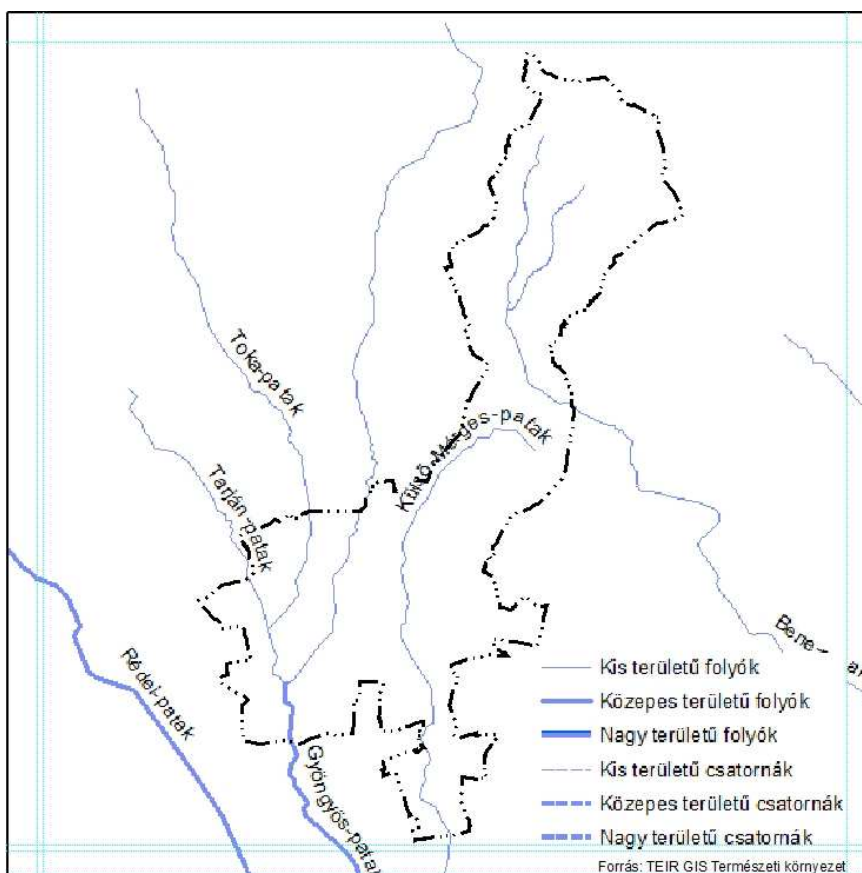 Toka-patak
Tarján-patak
Külső-Mérges-patak
Rédei-patak
Gyöngyös-patak
Bene-
Kis területű folyók
Közepes területű folyók
Nagy területű folyók
Kis területű csatornák
Közepes területű csatornák
Nagy területű csatornák
Forrás: TEIR GIS Természeti környezet